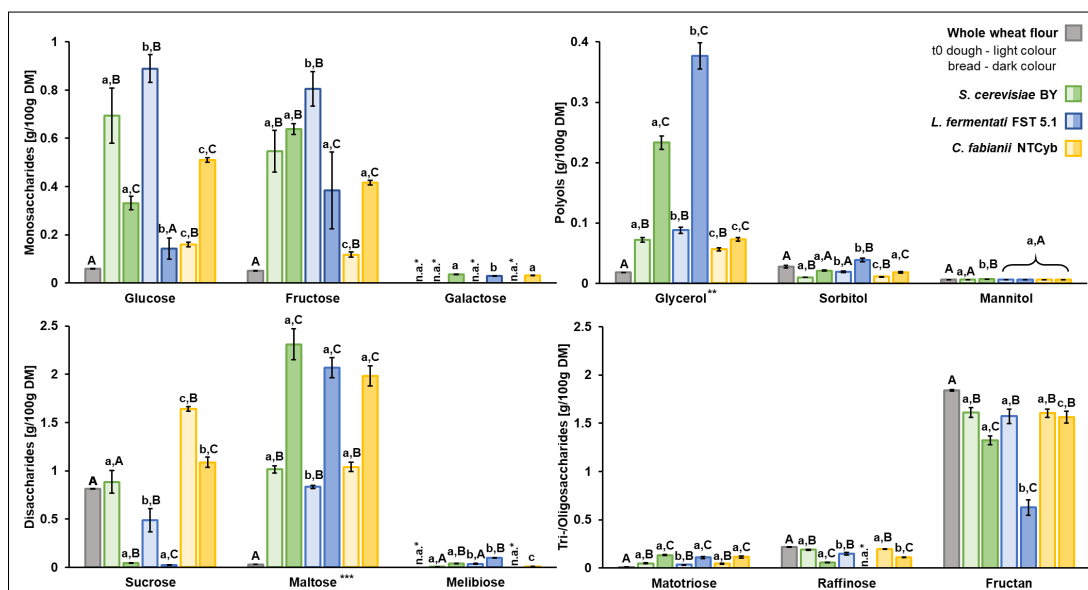 Monosaccharides [g/100g DM]
1
0.8
0.6
0.4
0.2
0
A
a,B
a,C
b,B
b,A
c,B
c,C
A
a,B
a,B
b,B
a,C
c,B
a,C
n.a.*
n.a.*
a
n.a.*
b
n.a.*
a
Glucose
Fructose
Galactose
Polyols [g/100g DM]
0.4
0.3
0.2
0.1
0
A
a,B
a,C
b,B
b,C
c,B
c,C
A
a,B
a,A
b,A
b,B
c,B
a,C
A
a,A
b,B
a,A
Glycerol**
Sorbitol
Mannitol
Whole wheat flour
t0 dough - light colour
bread - dark colour
S. cerevisiae BY
L. fermentati FST 5.1
C. fabianii NTCyb
Disaccharides [g/100g DM]
2.5
2
1.5
1
0.5
0
A
a,A
a,B
b,B
a,C
c,B
b,C
A
a,B
a,C
b,B
a,C
a,B
a,C
n.a.*
a,A
a,B
b,A
b,B
n.a.*
c
Sucrose
Maltose ***
Melibiose
Tri-/Oligosaccharides [g/100g DM]
2.5
2
1.5
1
0.5
0
A
a,B
a,C
b,B
a,C
a,B
a,C
A
a,B
a,C
b,B
n.a.*
a,B
b,C
A
a,B
a,C
a,B
b,C
a,B
c,B
Matotriose
Raffinose
Fructan